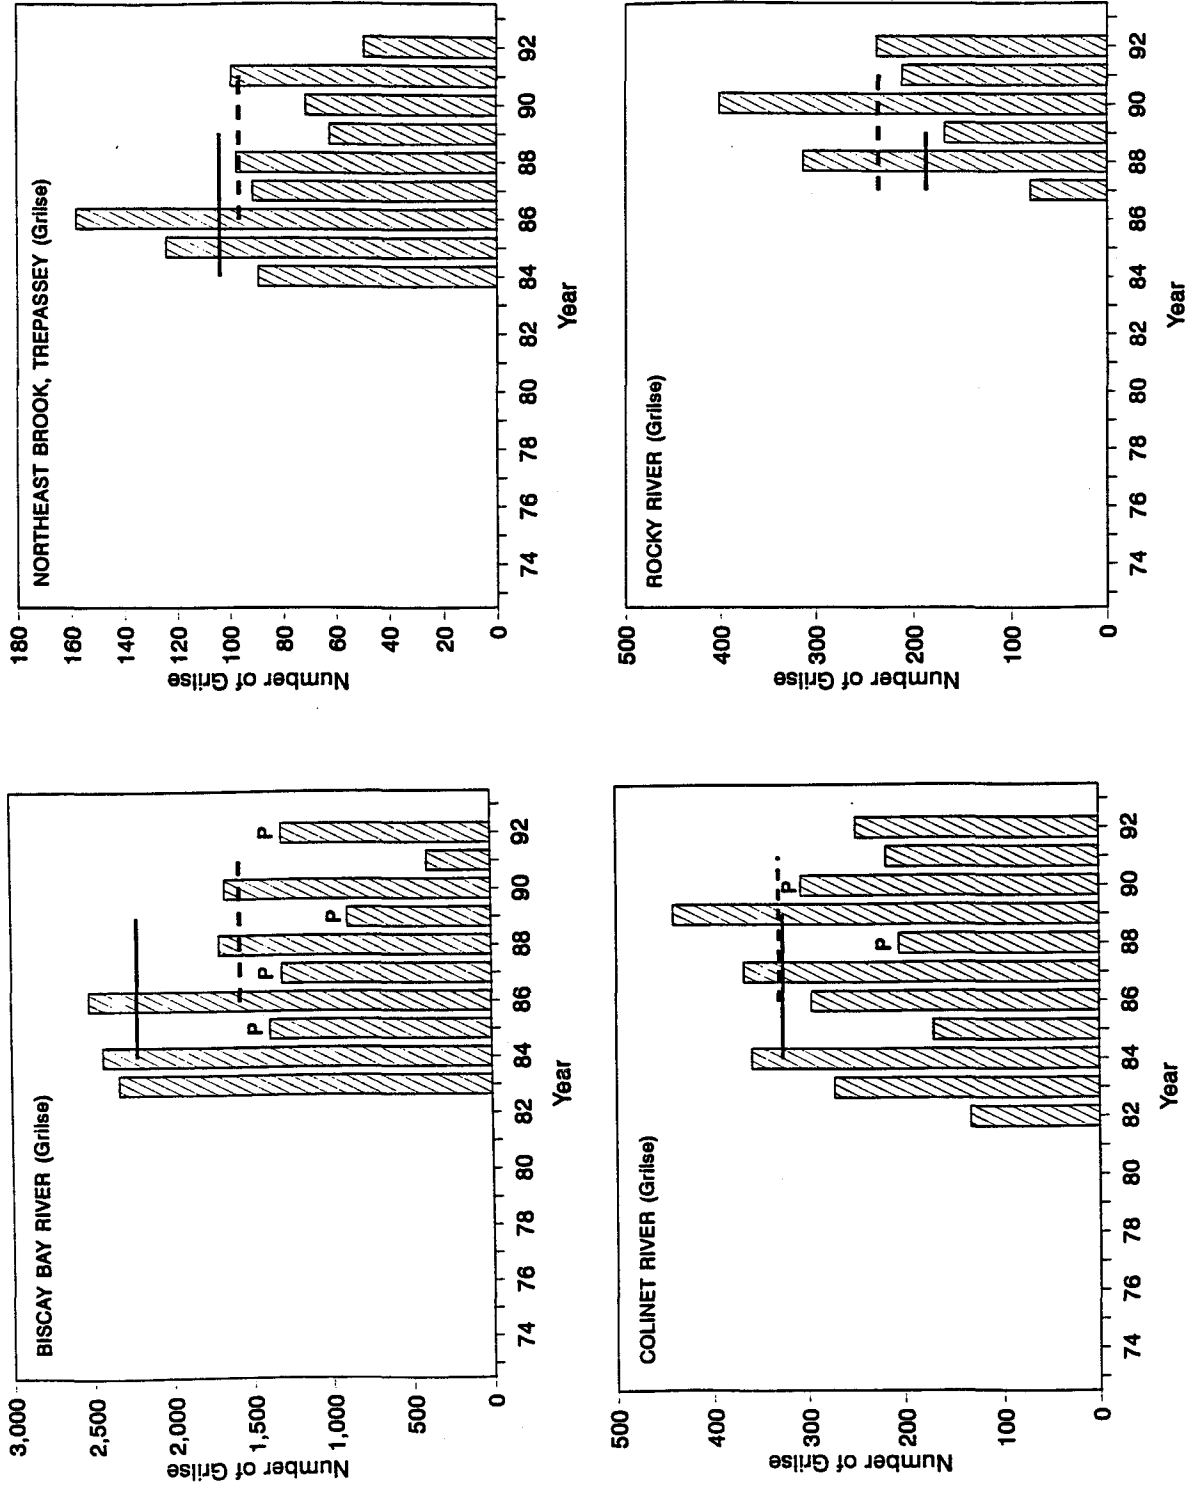 BISCAY BAY RIVER (Grilse)
Number of Grilse
3,000
2,500
2,000
1,500
1,000
500
0
P
P
P
P
74 76 78 80 82 84 86 88 90 92
Year
NORTHEAST BROOK, TREPASSEY (Grilse)
Number of Grilse
180
160
140
120
100
80
60
40
20
0
74 76 78 80 82 84 86 88 90 92
Year
COLINET RIVER (Grilse)
Number of Grilse
500
400
300
200
100
0
P
P
74 76 78 80 82 84 86 88 90 92
Year
ROCKY RIVER (Grilse)
Number of Grilse
500
400
300
200
100
0
74 76 78 80 82 84 86 88 90 92
Year